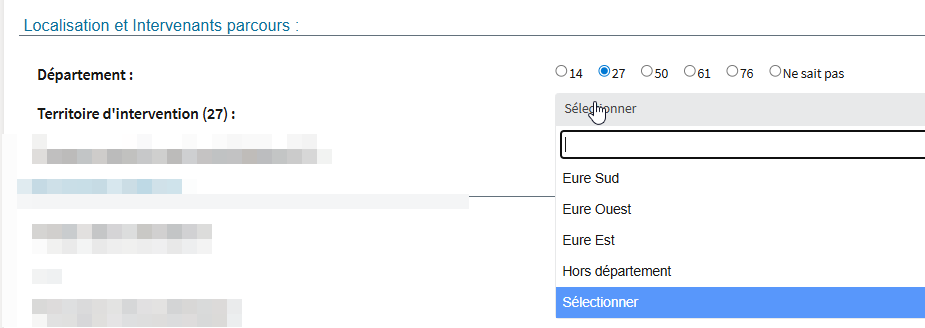 Localisation et Intervenants parcours :
Département :
14 27 50 61 76 Ne sait pas
Territoire d'intervention (27) :
Sélectionner
Eure Sud
Eure Ouest
Eure Est
Hors département
Sélectionner